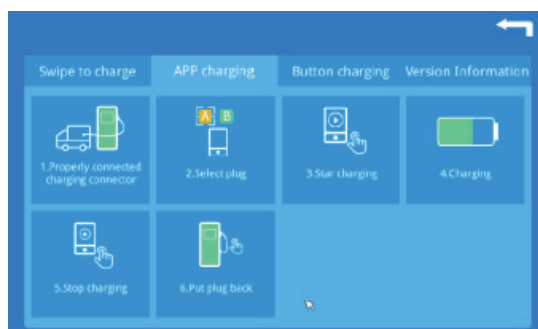 Swipe to charge
APP charging
Button charging
Version Information
A B
1.Properly connected
charging connector
2.Select plug
3.Star charging
4.Charging
5.Stop charging
6.Put plug back